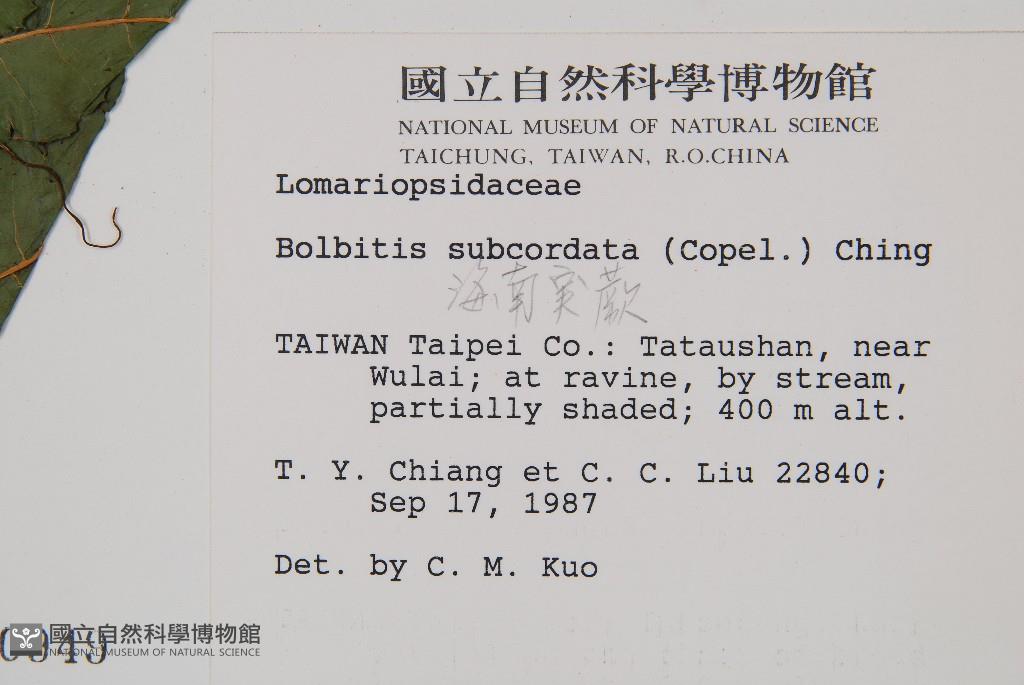 國立自然科學博物館
NATIONAL MUSEUM OF NATURAL SCIENCE
TAICHUNG, TAIWAN, R.O.CHINA
Lomariopsidaceae
Bolbitis subcordata (Copel.) Ching
海南实蕨
TAIWAN Taipei Co.: Tataushan, near
Wulai; at ravine, by stream,
partially shaded; 400 m alt.
T. Y. Chiang et C. C. Liu 22840;
Sep 17, 1987
Det. by C. M. Kuo
國立自然科學博物館
NATIONAL MUSEUM OF NATURAL SCIENCE